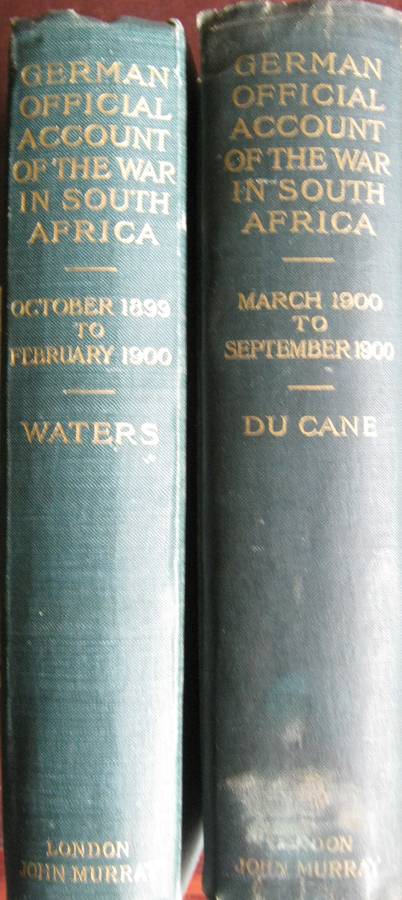 GERMAN
OFFICIAL
ACCOUNT
OF THE WAR
IN SOUTH
AFRICA
OCTOBER 1899
TO
FEBRUARY 1900
WATERS
LONDON
JOHN MURRAY
GERMAN
OFFICIAL
ACCOUNT
OF THE WAR
IN SOUTH
AFRICA
MARCH 1900
TO
SEPTEMBER 1900
DU CANE
LONDON
JOHN MURRAY